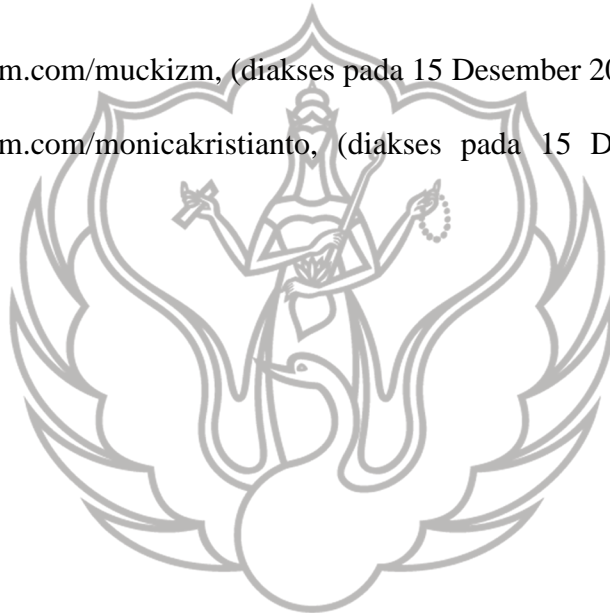 m.com/muckizm, (diakses pada 15 Desember 20
m.com/monicakristianto, (diakses pada 15 D